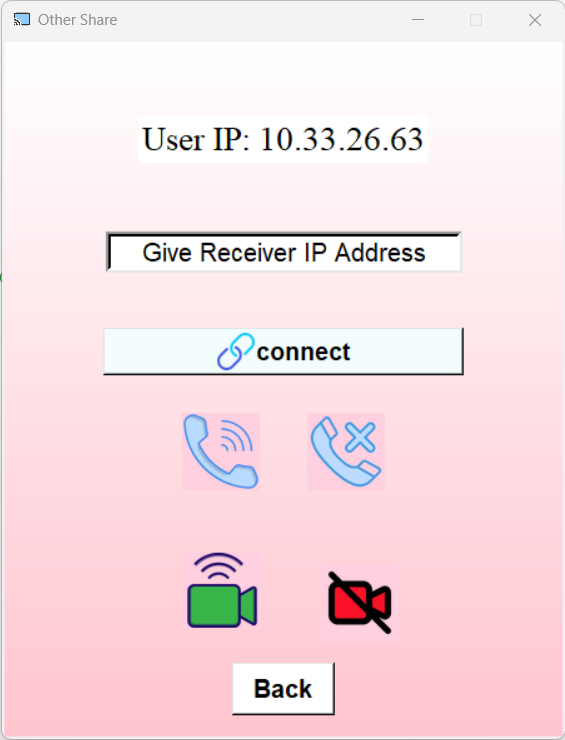 Other Share
User IP: 10.33.26.63
Give Receiver IP Address
connect
Back